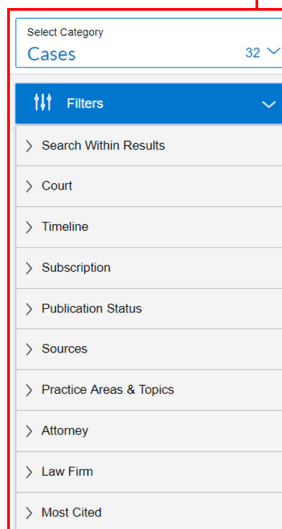 Select Category
Cases 32
Filters
Search Within Results
Court
Timeline
Subscription
Publication Status
Sources
Practice Areas & Topics
Attorney
Law Firm
Most Cited